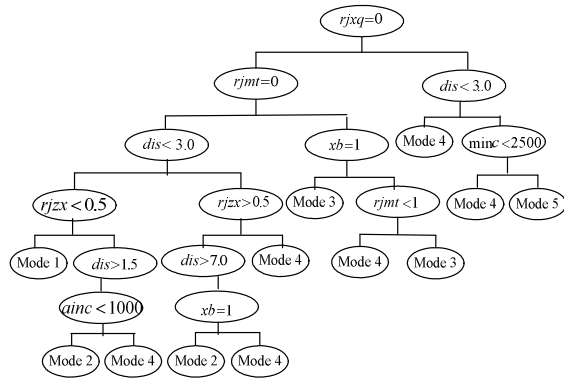 rjxq=0
rjmt=0
dis< 3.0
dis< 3.0
xb=1
Mode 4
minc <2500
rjzx <0.5
rjzx>0.5
Mode 3
rjmt <1
Mode 4
Mode 5
Mode 1
dis>1.5
dis>7.0
Mode 4
Mode 4
Mode 3
ainc <1000
xb=1
Mode 2
Mode 4
Mode 2
Mode 4